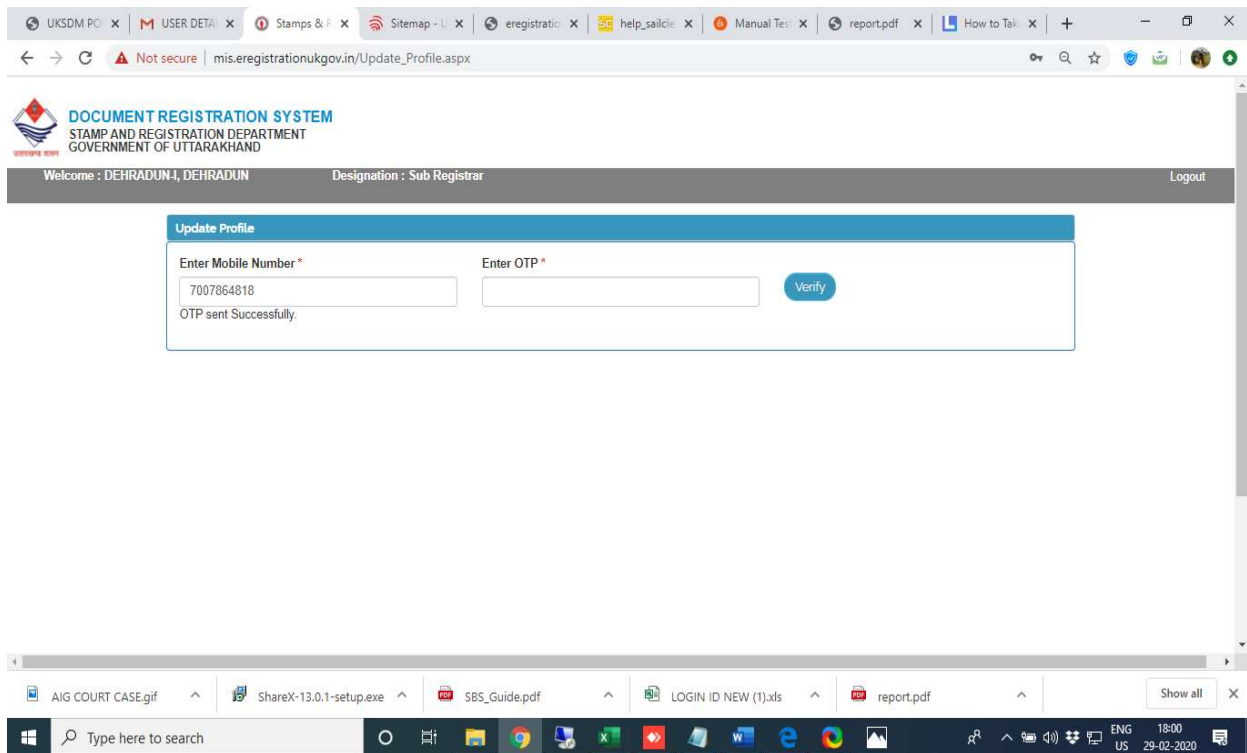 UKSDM PO
USER DETA
Stamps & R
Sitemap - U
eregistratio
help_sailcle
Manual Tes
report.pdf
How to Tak
Not secure | mis.eregistrationukgov.in/Update_Profile.aspx
DOCUMENT REGISTRATION SYSTEM
STAMP AND REGISTRATION DEPARTMENT
GOVERNMENT OF UTTARAKHAND
Welcome : DEHRADUN-I, DEHRADUN Designation : Sub Registrar Logout
Update Profile
Enter Mobile Number * Enter OTP *
7007864818 Verify
OTP sent Successfully.
AIG COURT CASE.gif ShareX-13.0.1-setup.exe SBS_Guide.pdf LOGIN ID NEW (1).xls report.pdf Show all
Type here to search
ENG 18:00
US 29-02-2020